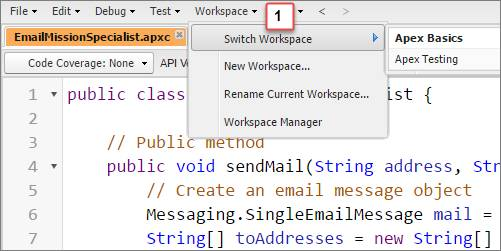 File Edit Debug Test Workspace 1 < >
EmailMissionSpecialist.apxc
Switch Workspace
Apex Basics
Code Coverage: None API
New Workspace...
Apex Testing
Rename Current Workspace...
Workspace Manager
1 public class ist {
2
3 // Public method
4 public void sendMail(String address, Str
5 // Create an email message object
6 Messaging.SingleEmailMessage mail =
7 String[] toAddresses = new String[]